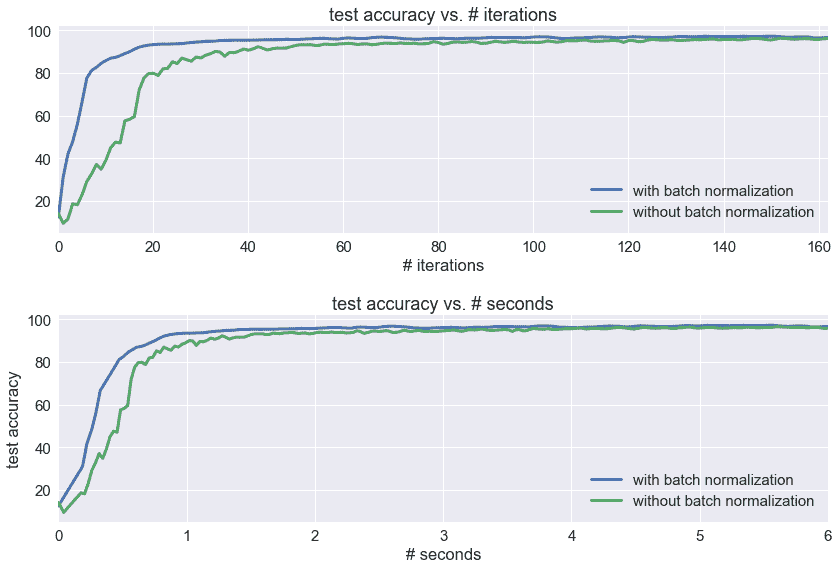 test accuracy vs. # iterations
100
80
60
40
20
with batch normalization
without batch normalization
0 20 40 60 80 100 120 140 160
# iterations
test accuracy vs. # seconds
100
80
60
40
20
test accuracy
with batch normalization
without batch normalization
0 1 2 3 4 5 6
# seconds